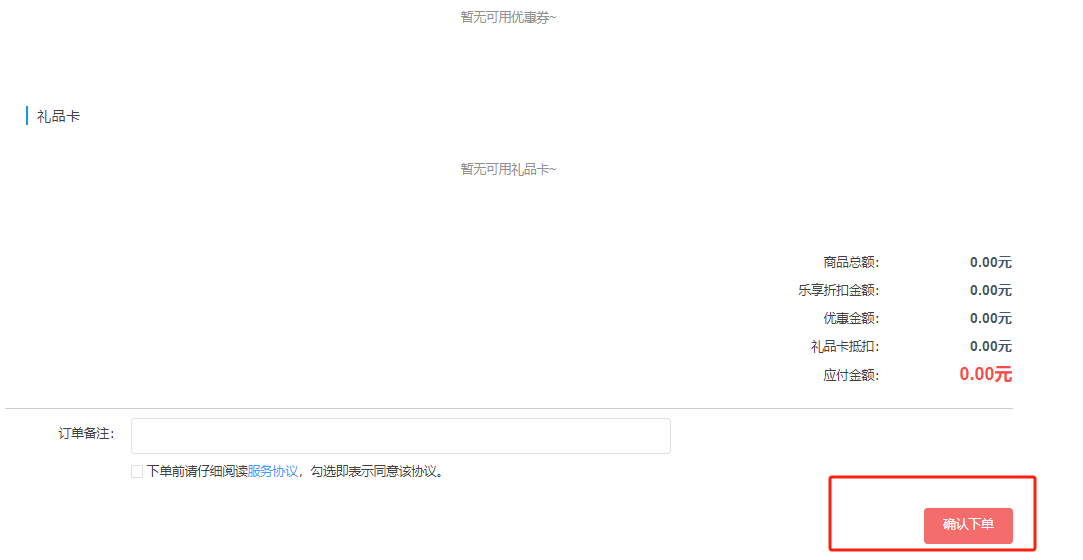 暂无可用优惠券~
礼品卡
暂无可用礼品卡~
商品总额: 0.00元
乐享折扣金额: 0.00元
优惠金额: 0.00元
礼品卡抵扣: 0.00元
应付金额: 0.00元
订单备注:
下单前请仔细阅读服务协议，勾选即表示同意该协议。
确认下单